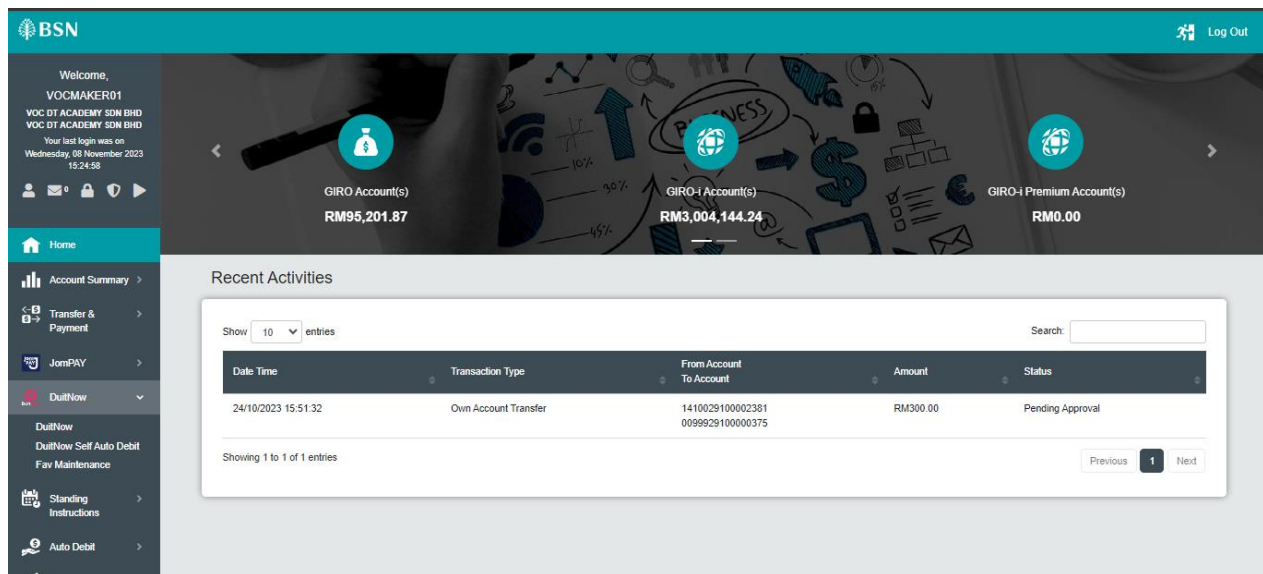 BSN
Log Out
Welcome,
VOCMAKER01
VOC DT ACADEMY SDN BHD
VOC DT ACADEMY SDN BHD
Your last login was on
Wednesday, 08 November 2023
15:24:58
0
Home
Account Summary
Transfer &
Payment
JomPAY
DuitNow
DuitNow
DuitNow Self Auto Debit
Fav Maintenance
Standing
Instructions
Auto Debit
BUSINESS
10%
30%
45%
GIRO Account(s)
RM95,201.87
GIRO-i Account(s)
RM3,004,144.24
GIRO-i Premium Account(s)
RM0.00
Recent Activities
Show 10 entries
Search:
Date Time Transaction Type From Account To Account Amount Status
24/10/2023 15:51:32 Own Account Transfer 1410029100002381 RM300.00 Pending Approval
0099929100000375
Showing 1 to 1 of 1 entries
Previous 1 Next